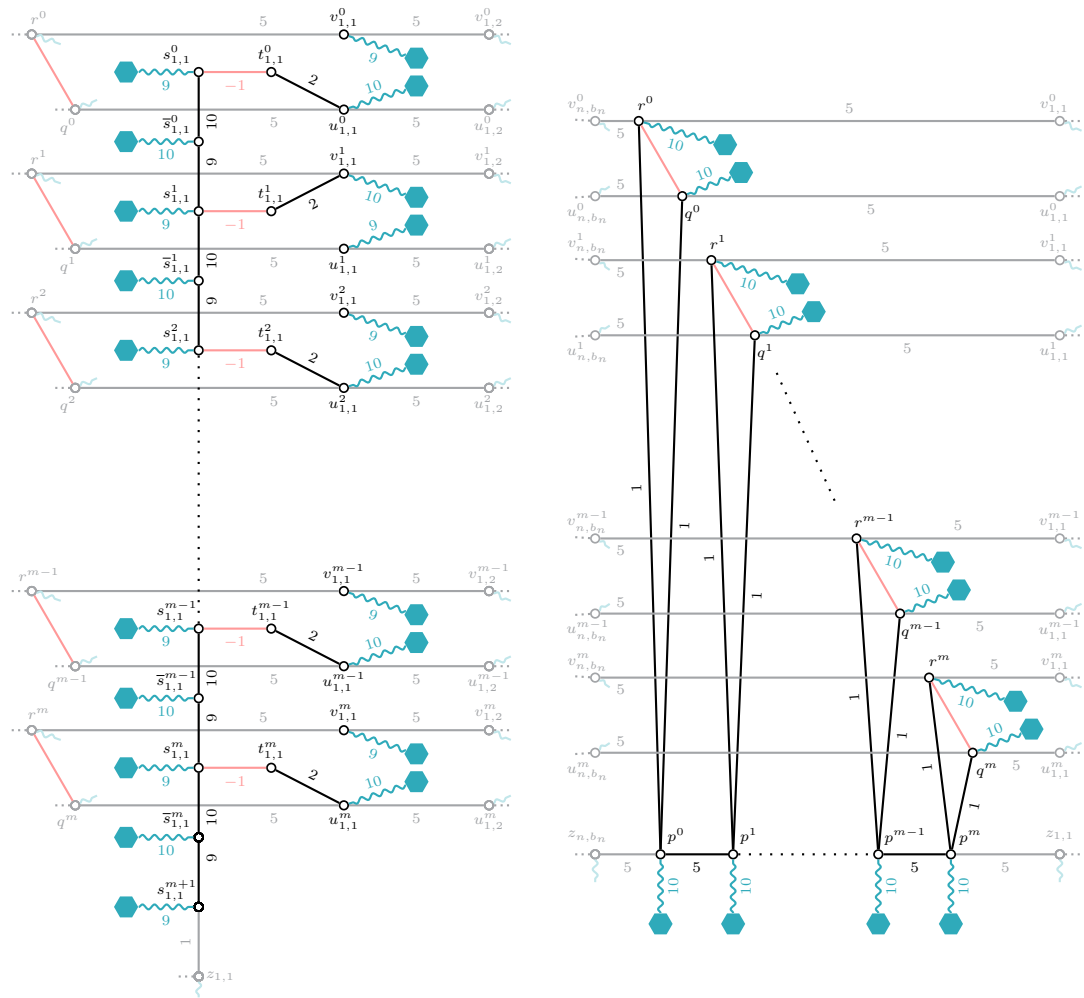 r^0 5 v^0_{1,1} v^0_{1,2}
s^0_{1,1} t^0_{1,1} 9
9 −1 2 10
q^0 10 5 u^0_{1,1} 5 u^0_{1,2}
s̄^0_{1,1}
10 9
r^1 5 v^1_{1,1} v^1_{1,2}
s^1_{1,1} t^1_{1,1} 10
9 −1 2 9
q^1 10 5 u^1_{1,1} 5 u^1_{1,2}
s̄^1_{1,1}
10 9
r^2 5 v^2_{1,1} v^2_{1,2}
s^2_{1,1} t^2_{1,1} 9
9 −1 2 10
q^2 5 u^2_{1,1} 5 u^2_{1,2}
r^{m−1} 5 v^{m−1}_{1,1} v^{m−1}_{1,2}
s^{m−1}_{1,1} t^{m−1}_{1,1} 9
9 −1 2 10
q^{m−1} 10 5 u^{m−1}_{1,1} 5 u^{m−1}_{1,2}
s̄^{m−1}_{1,1}
10 9
r^m 5 v^m_{1,1} v^m_{1,2}
s^m_{1,1} t^m_{1,1} 9
9 −1 2 10
q^m 10 5 u^m_{1,1} 5 u^m_{1,2}
s̄^m_{1,1}
10 9
s^{m+1}_{1,1}
9
1
z_{1,1}
v^0_{n,b_n} r^0 5 v^0_{1,1}
5 10
10
u^0_{n,b_n} q^0 5 u^0_{1,1}
v^1_{n,b_n} r^1 5 v^1_{1,1}
5 10
10
u^1_{n,b_n} 5 q^1 5 u^1_{1,1}
1
1
1
1
v^{m−1}_{n,b_n} r^{m−1} 5 v^{m−1}_{1,1}
5 10
10
u^{m−1}_{n,b_n} q^{m−1} 5 u^{m−1}_{1,1}
v^m_{n,b_n} r^m 5 v^m_{1,1}
5 10
10
u^m_{n,b_n} 5 q^m 5 u^m_{1,1}
1
1
1
1
z_{n,b_n} p^0 p^1 p^{m−1} p^m z_{1,1}
5 5 5 5
10 10 10 10